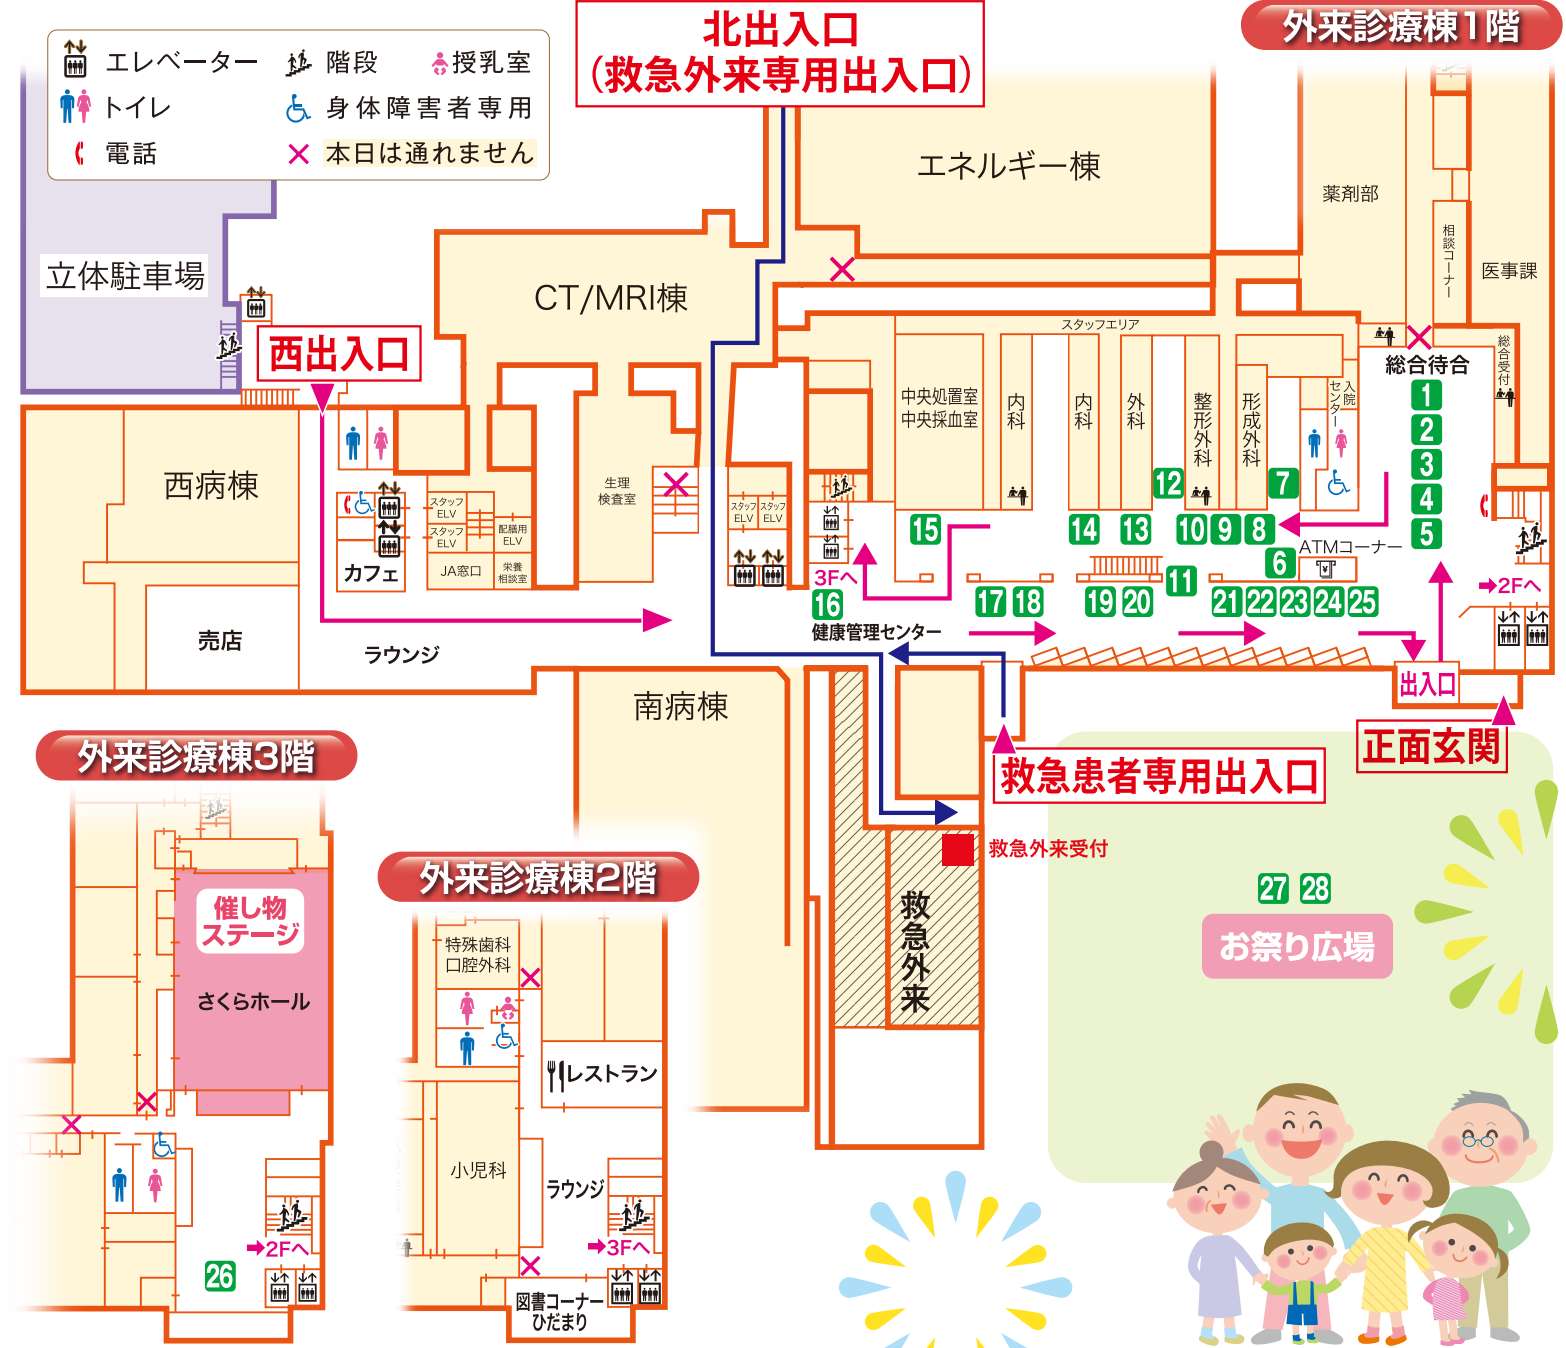 外来診療棟1階
北出入口
（救急外来専用出入口）
エレベーター
階段
授乳室
トイレ
身体障害者専用
電話
本日は通れません
エネルギー棟
薬剤部
相談コーナー
医事課
立体駐車場
CT/MRI棟
スタッフエリア
西出入口
総合待合
総合受付
1
2
3
4
5
中央処置室
中央採血室
内科
内科
外科
整形外科
形成外科
入院
センター
西病棟
生理
検査室
スタッフ
ELV
スタッフ
ELV
スタッフ
ELV
スタッフ
ELV
配膳用
ELV
JA窓口
栄養
相談室
カフェ
12
7
15
14
13
10
9
8
ATMコーナー
6
11
3Fへ
16
17
18
19
20
21
22
23
24
25
2Fへ
健康管理センター
売店
ラウンジ
出入口
南病棟
正面玄関
救急患者専用出入口
救急外来受付
救急外来
27
28
お祭り広場
外来診療棟3階
催し物
ステージ
さくらホール
2Fへ
26
外来診療棟2階
特殊歯科
口腔外科
レストラン
小児科
ラウンジ
3Fへ
図書コーナー
ひだまり